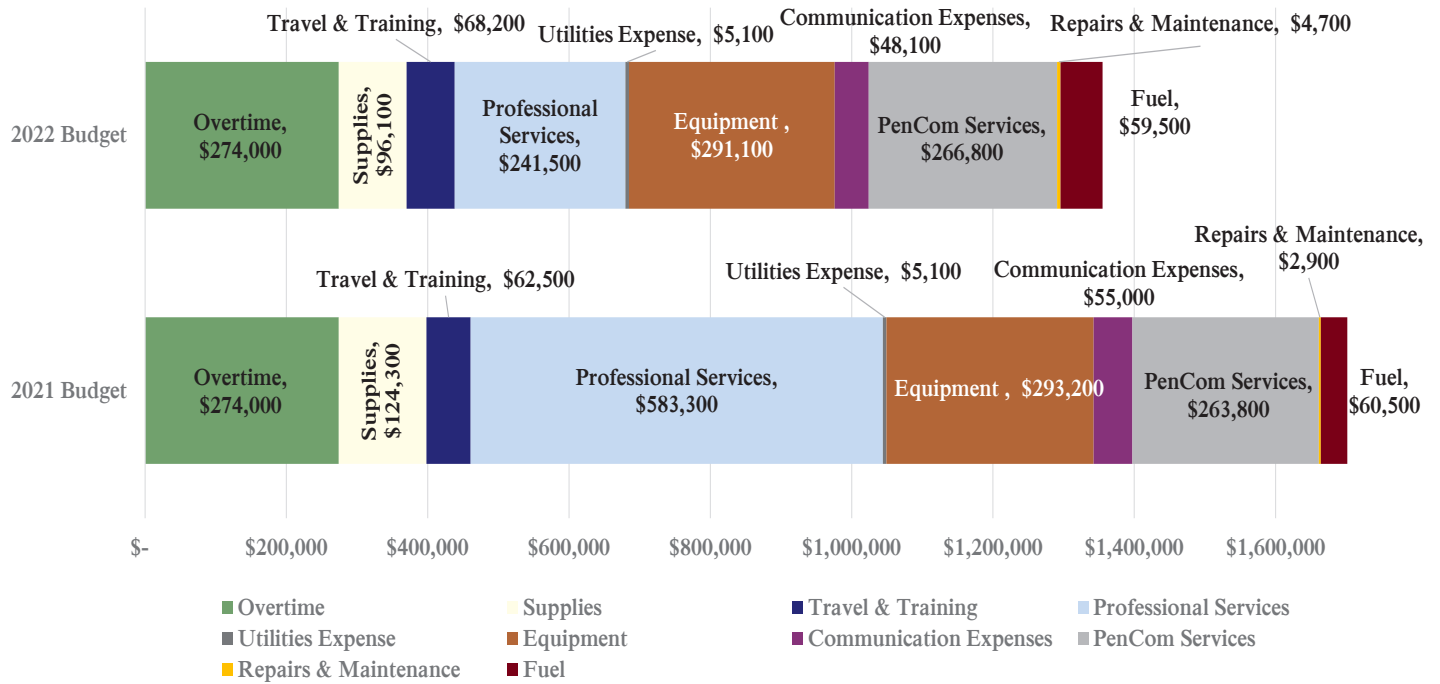 Travel & Training, $68,200
Utilities Expense, $5,100
Communication Expenses,
$48,100
Repairs & Maintenance, $4,700
2022 Budget
Overtime,
$274,000
Supplies,
$96,100
Professional
Services,
$241,500
Equipment ,
$291,100
PenCom Services,
$266,800
Fuel,
$59,500
Travel & Training, $62,500
Utilities Expense, $5,100
Communication Expenses,
$55,000
Repairs & Maintenance,
$2,900
2021 Budget
Overtime,
$274,000
Supplies,
$124,300
Professional Services,
$583,300
Equipment , $293,200
PenCom Services,
$263,800
Fuel,
$60,500
$- $200,000 $400,000 $600,000 $800,000 $1,000,000 $1,200,000 $1,400,000 $1,600,000
Overtime Supplies Travel & Training Professional Services
Utilities Expense Equipment Communication Expenses PenCom Services
Repairs & Maintenance Fuel